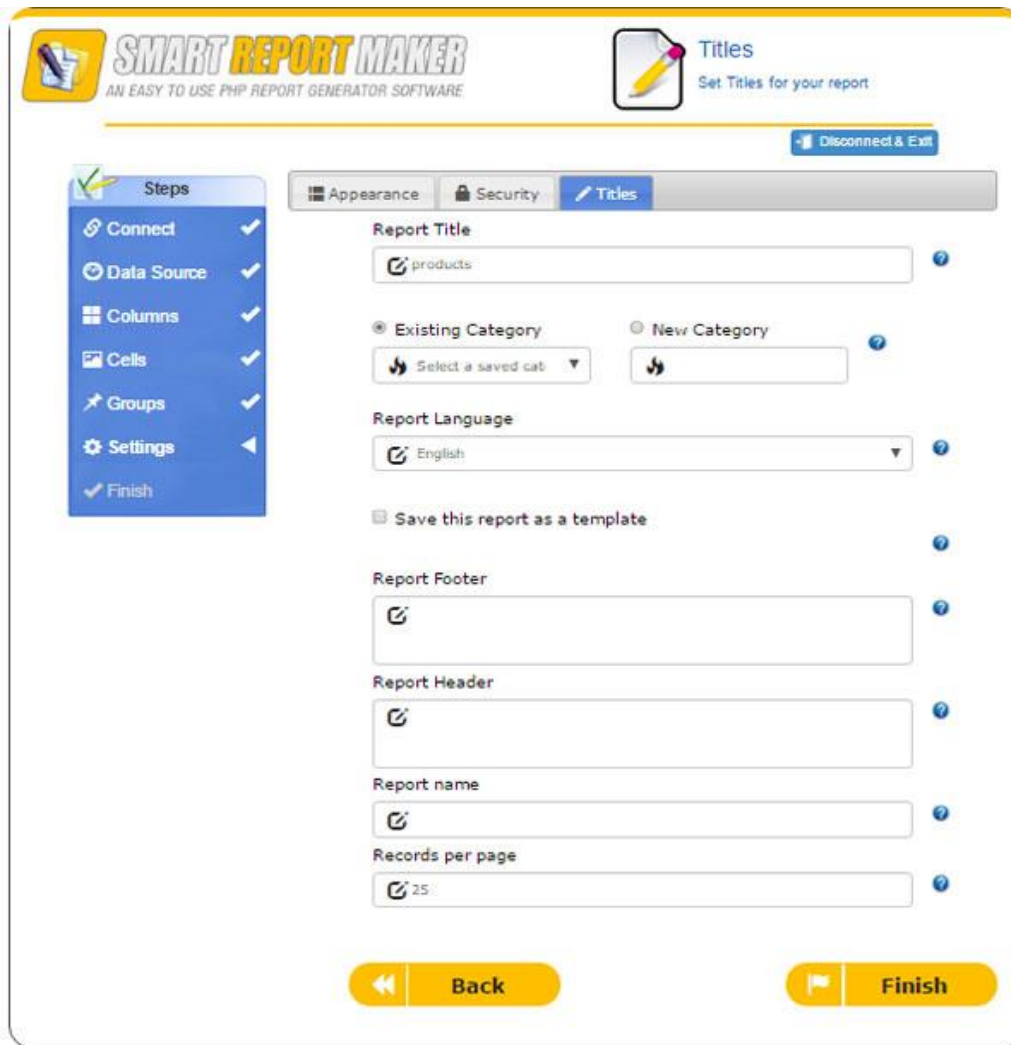 SMART REPORT MAKER
AN EASY TO USE PHP REPORT GENERATOR SOFTWARE
Titles
Set Titles for your report
Disconnect & Exit
Steps
Connect
Data Source
Columns
Cells
Groups
Settings
Finish
Appearance Security Titles
Report Title
products
Existing Category New Category
Select a saved cat
Report Language
English
Save this report as a template
Report Footer
Report Header
Report name
Records per page
25
Back Finish